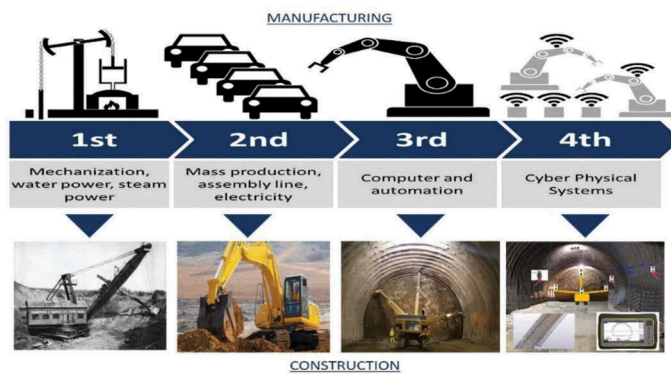 MANUFACTURING
1st
2nd
3rd
4th
Mechanization,
water power, steam
power
Mass production,
assembly line,
electricity
Computer and
automation
Cyber Physical
Systems
CONSTRUCTION